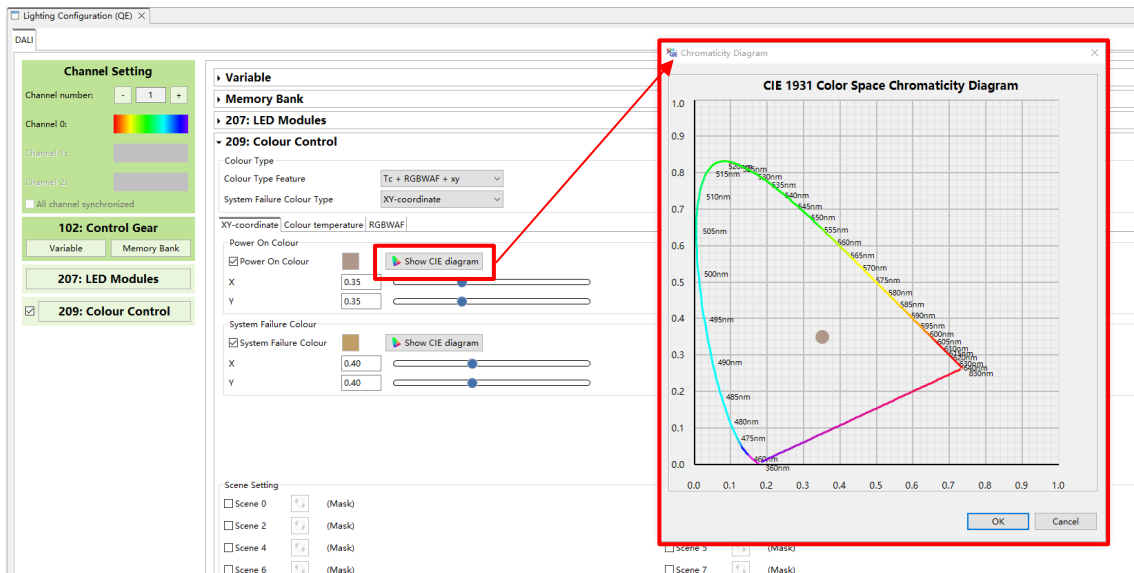 Lighting Configuration (QE)
DALI
Channel Setting
Channel number: - 1 +
Channel 0:
Channel 1:
Channel 2:
All channel synchronized
102: Control Gear
Variable Memory Bank
207: LED Modules
209: Colour Control
Variable
Memory Bank
207: LED Modules
209: Colour Control
Colour Type
Colour Type Feature Tc + RGBWAF + xy
System Failure Colour Type XY-coordinate
XY-coordinate Colour temperature RGBWAF
Power On Colour
Power On Colour Show CIE diagram
X 0.35
Y 0.35
System Failure Colour
System Failure Colour Show CIE diagram
X 0.40
Y 0.40
Scene Setting
Scene 0 (Mask)
Scene 2 (Mask)
Scene 4 (Mask)
Scene 5 (Mask)
Scene 6 (Mask)
Scene 7 (Mask)
Chromaticity Diagram
CIE 1931 Color Space Chromaticity Diagram
1.0
0.9
0.8
0.7
0.6
0.5
0.4
0.3
0.2
0.1
0.0
520nm
525nm
515nm
530nm
535nm
510nm
540nm
545nm
550nm
505nm
555nm
560nm
565nm
500nm
570nm
575nm
580nm
585nm
495nm
590nm
595nm
600nm
605nm
610nm
490nm
620nm
630nm
640nm
830nm
485nm
480nm
475nm
460nm
360nm
0.0 0.1 0.2 0.3 0.4 0.5 0.6 0.7 0.8 0.9 1.0
OK Cancel